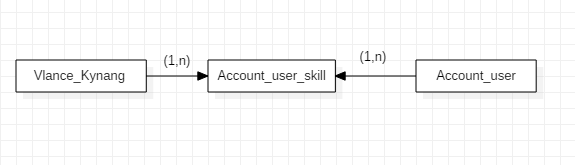 (1,n)
(1,n)
Vlance_Kynang
Account_user_skill
Account_user